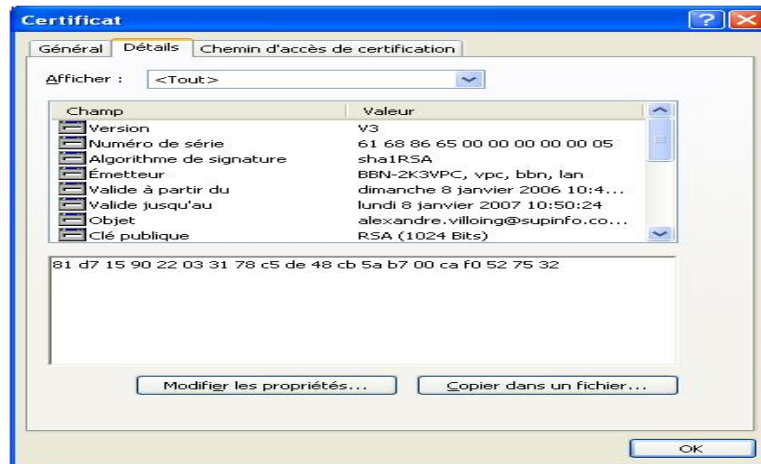 Certificat
Général Détails Chemin d'accès de certification
Afficher : <Tout>
Champ Valeur
Version V3
Numéro de série 61 68 86 65 00 00 00 00 00 05
Algorithme de signature sha1RSA
Émetteur BBN-2K3VPC, vpc, bbn, lan
Valide à partir du dimanche 8 janvier 2006 10:4...
Valide jusqu'au lundi 8 janvier 2007 10:50:24
Objet alexandre.villoing@supinfo.co...
Clé publique RSA (1024 Bits)
81 d7 15 90 22 03 31 78 c5 de 48 cb 5a b7 00 ca f0 52 75 32
Modifier les propriétés... Copier dans un fichier...
OK